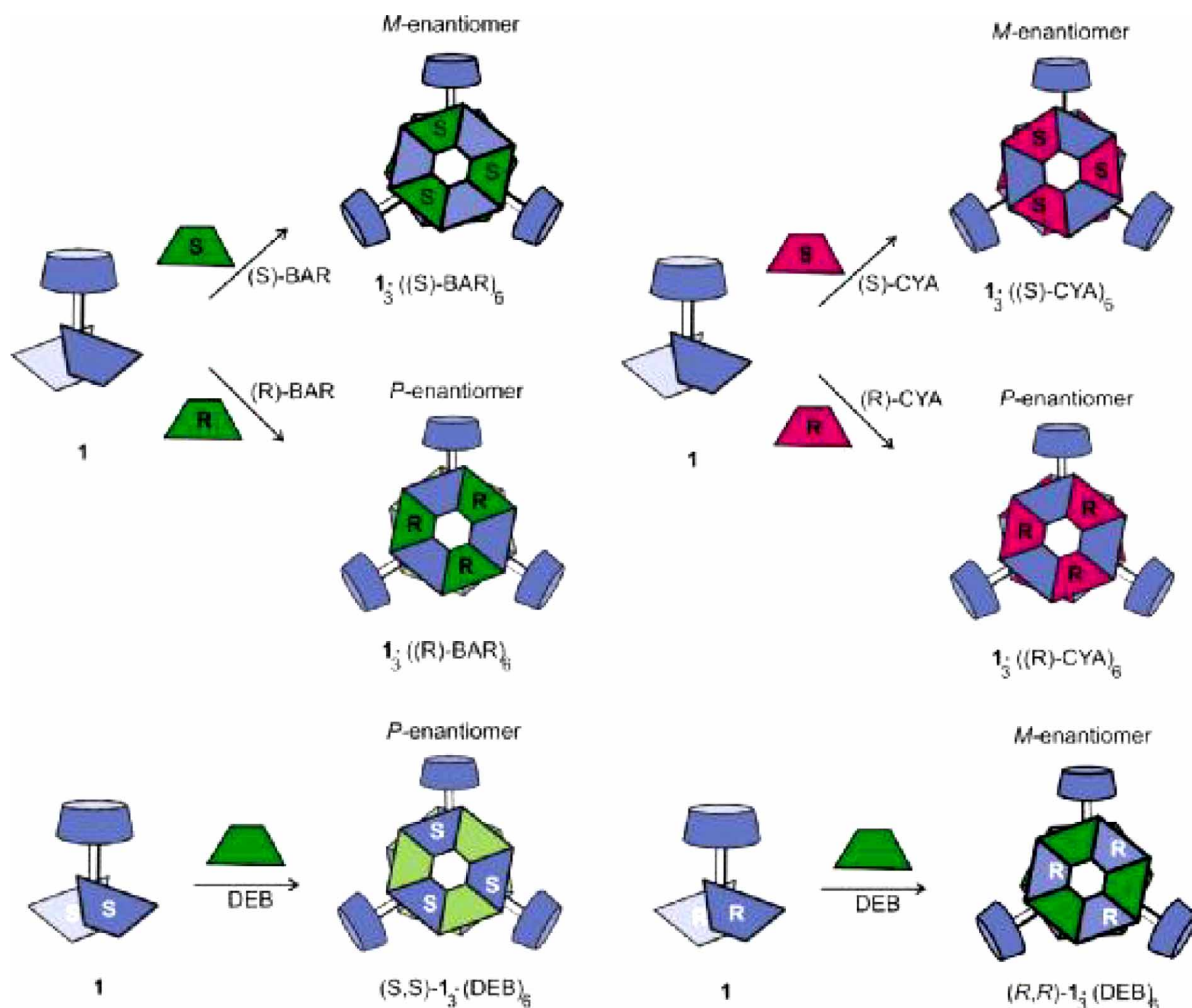 M-enantiomer
S
S
S
S
(S)-BAR
1₃·((S)-BAR)₆
R
(R)-BAR
1
P-enantiomer
R
R
R
1₃·((R)-BAR)₆
M-enantiomer
S
S
S
S
(S)-CYA
1₃·((S)-CYA)₆
R
(R)-CYA
1
P-enantiomer
R
R
R
1₃·((R)-CYA)₆
P-enantiomer
S S
1
DEB
S
S
S
(S,S)-1₃·(DEB)₆
M-enantiomer
R R
1
DEB
R
R
R
(R,R)-1₃·(DEB)₆